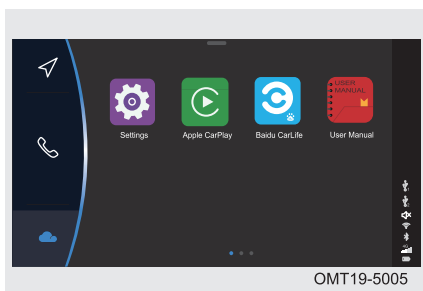 USER
MANUAL
Settings
Apple CarPlay
Baidu CarLife
User Manual
OMT19-5005